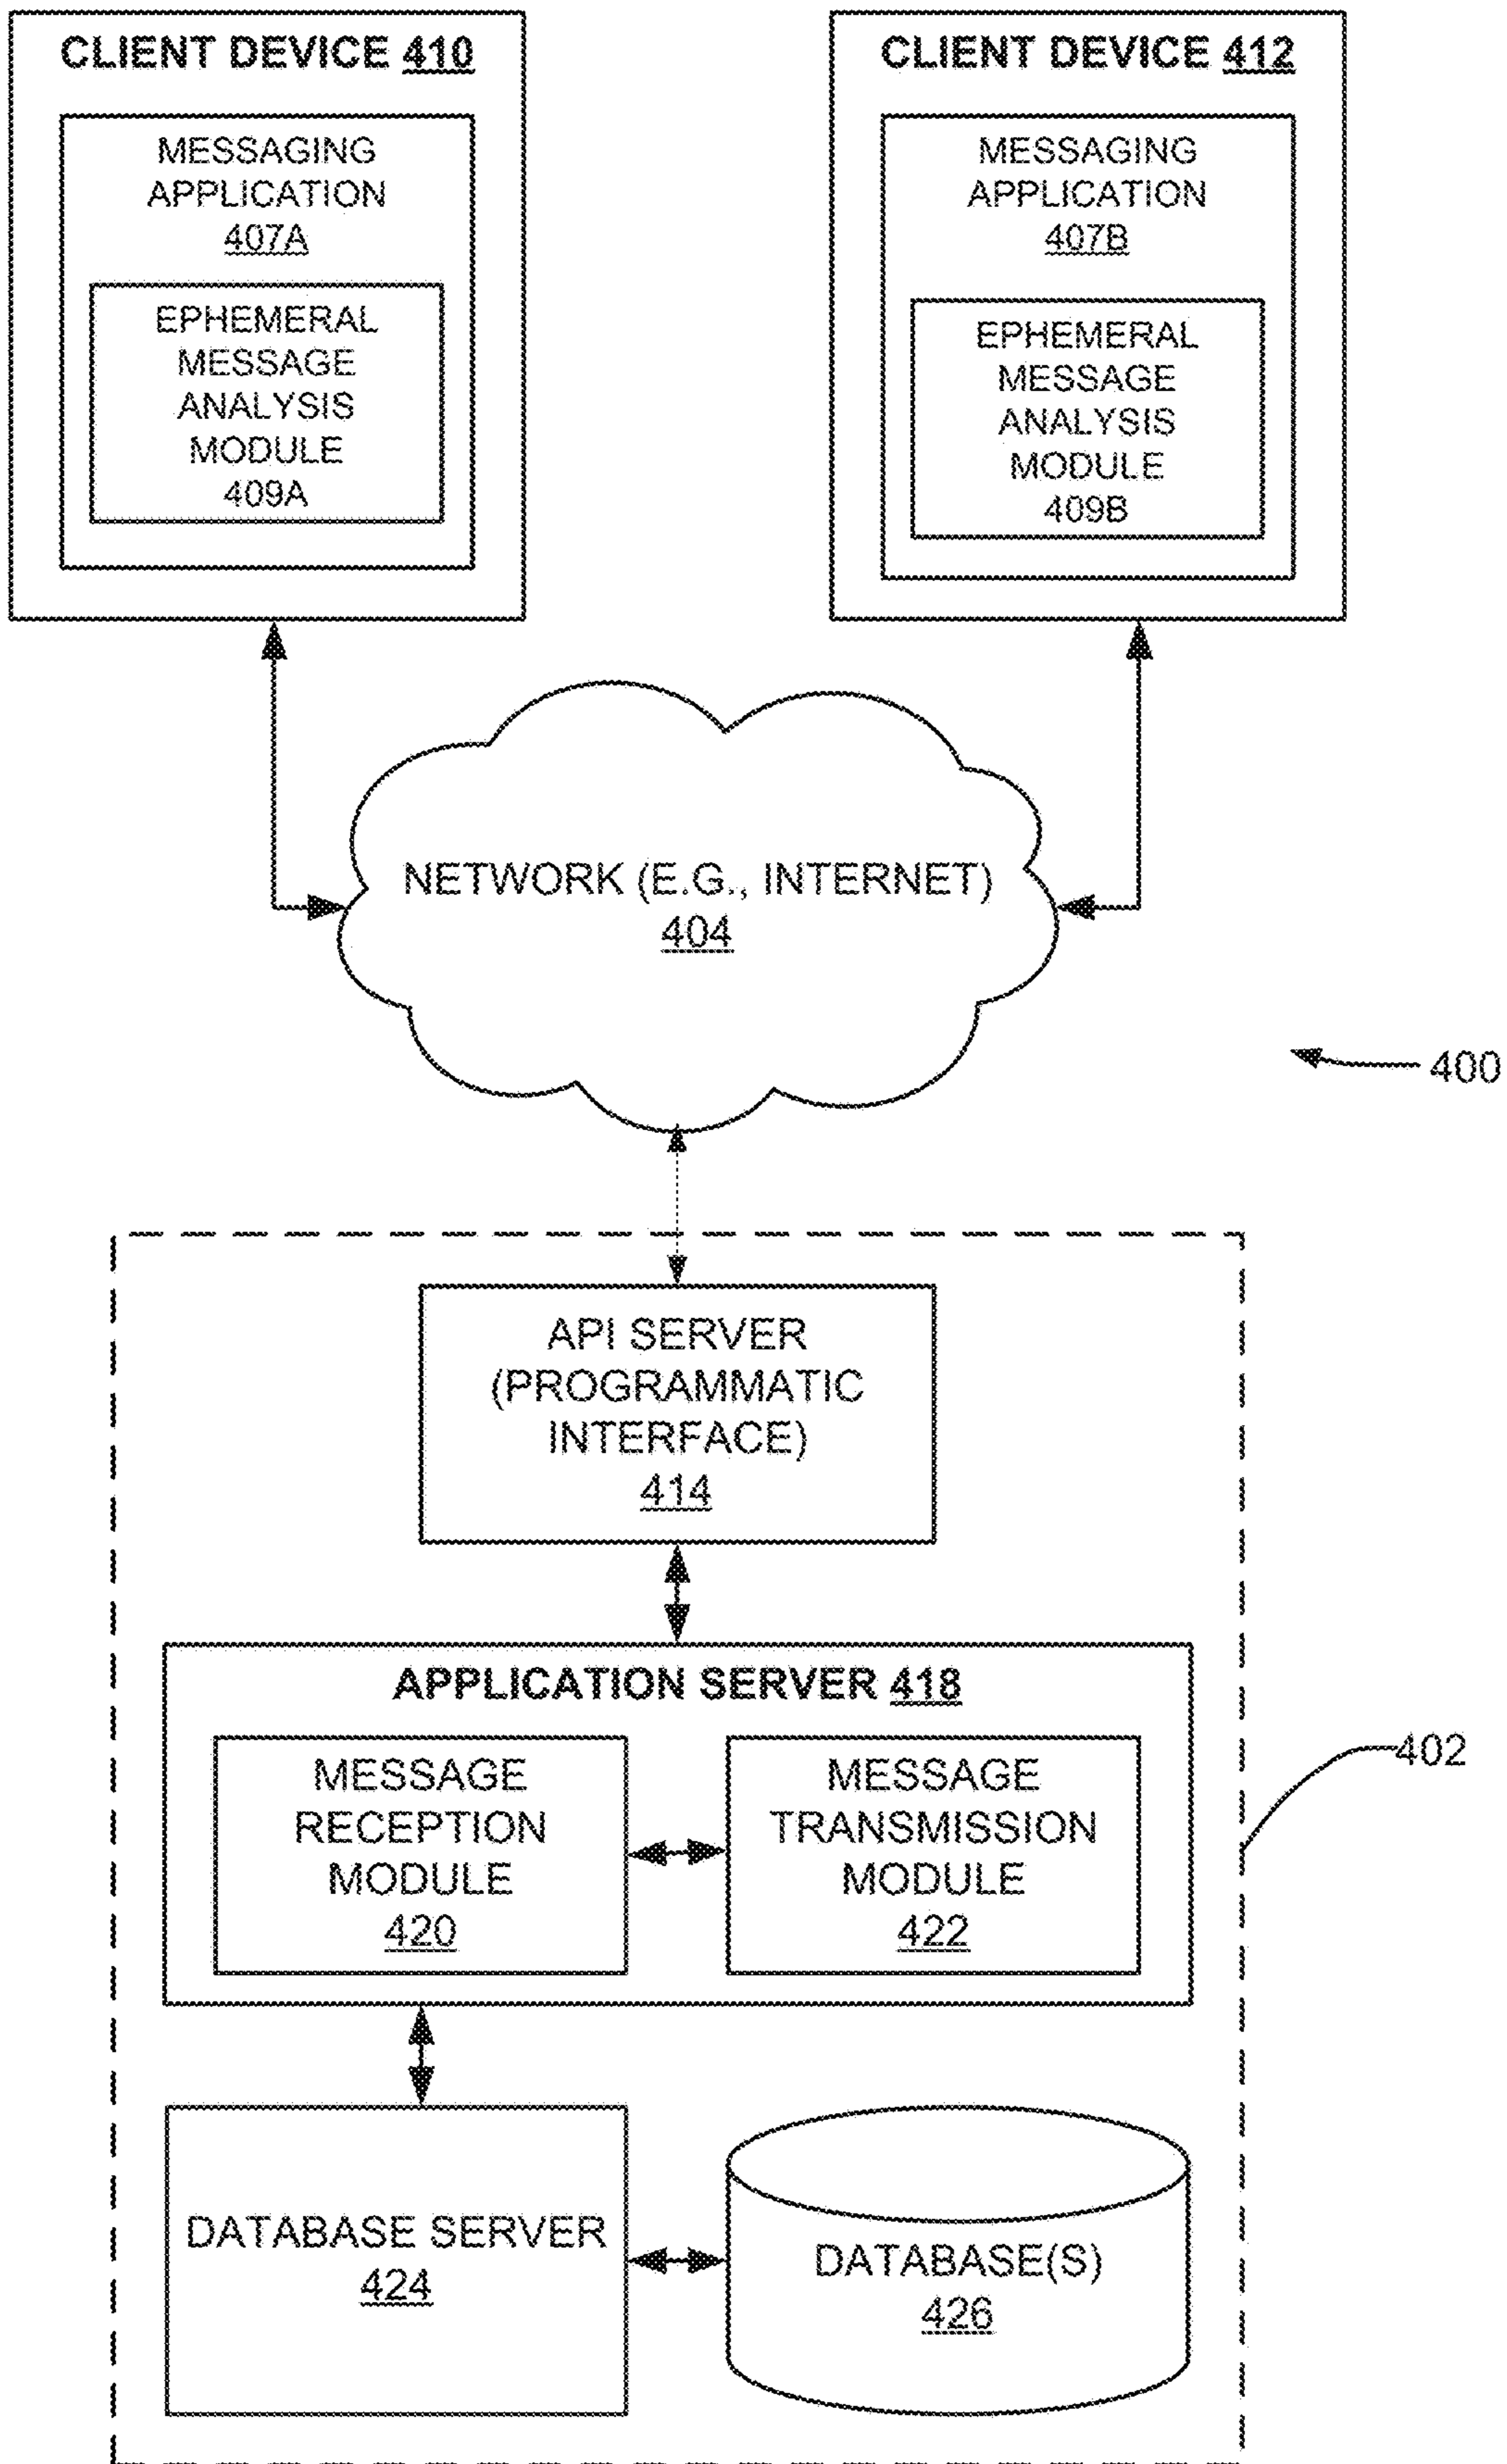 CLIENT DEVICE 410
MESSAGING
APPLICATION
407A
EPHEMERAL
MESSAGE
ANALYSIS
MODULE
409A
CLIENT DEVICE 412
MESSAGING
APPLICATION
407B
EPHEMERAL
MESSAGE
ANALYSIS
MODULE
409B
NETWORK (E.G., INTERNET)
404
400
API SERVER
(PROGRAMMATIC
INTERFACE)
414
APPLICATION SERVER 418
MESSAGE
RECEPTION
MODULE
420
MESSAGE
TRANSMISSION
MODULE
422
402
DATABASE SERVER
424
DATABASE(S)
426